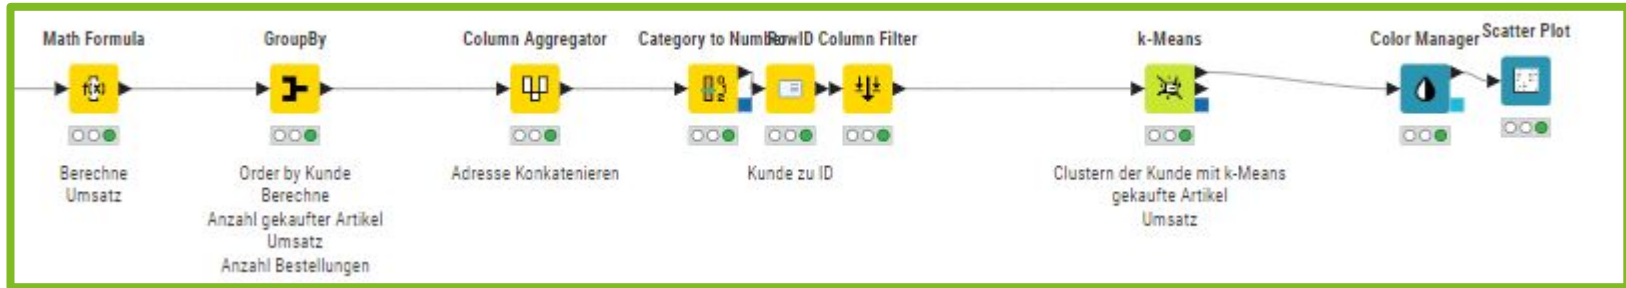 Math Formula
GroupBy
Column Aggregator
Category to Number
RowID
Column Filter
k-Means
Color Manager
Scatter Plot
Berechne
Umsatz
Order by Kunde
Berechne
Anzahl gekaufter Artikel
Umsatz
Anzahl Bestellungen
Adresse Konkatenieren
Kunde zu ID
Clustern der Kunde mit k-Means
gekaufte Artikel
Umsatz